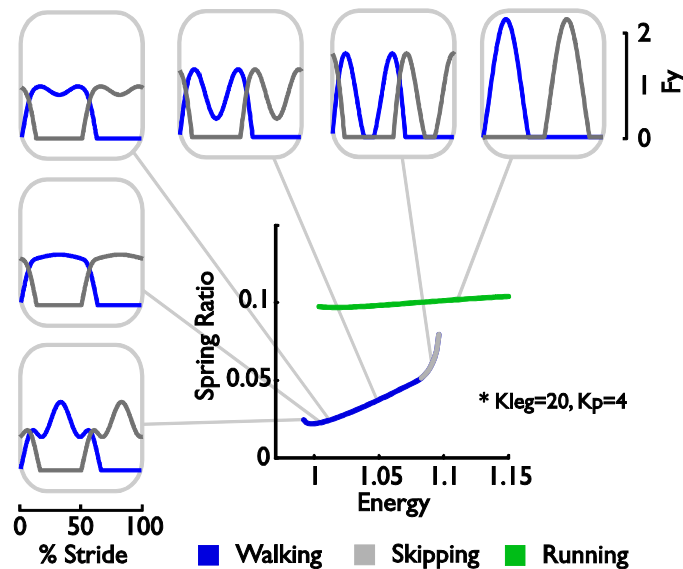 2
1
0
Fy
0.1
0.05
0
Spring Ratio
* Kleg=20, Kp=4
1 1.05 1.1 1.15
Energy
0 50 100
% Stride
Walking Skipping Running